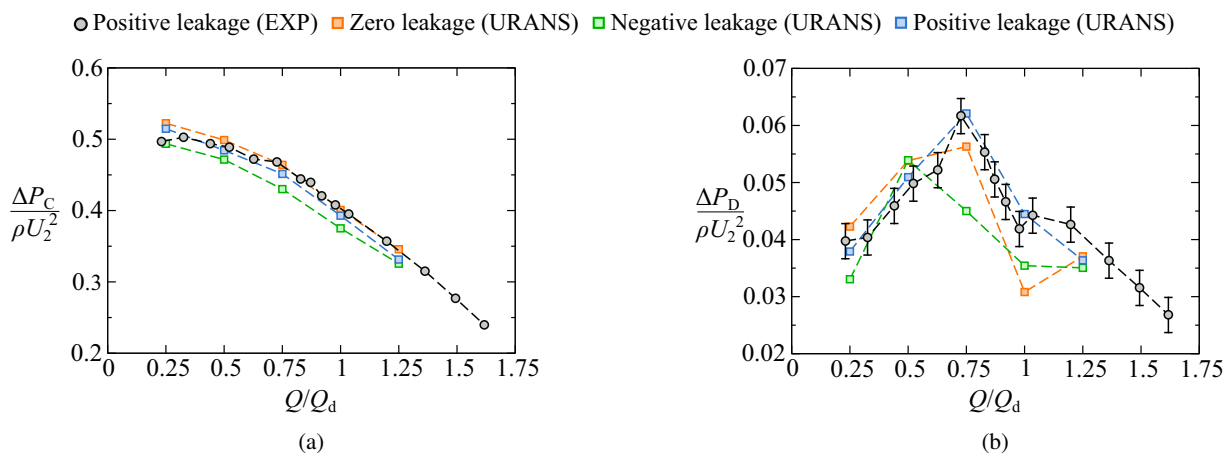 Positive leakage (EXP) Zero leakage (URANS) Negative leakage (URANS) Positive leakage (URANS)
0.6
0.5
0.4
0.3
0.2
ΔP_C
ρU_2^2
0 0.25 0.5 0.75 1 1.25 1.5 1.75
Q/Q_d
(a)
0.07
0.06
0.05
0.04
0.03
0.02
ΔP_D
ρU_2^2
0 0.25 0.5 0.75 1 1.25 1.5 1.75
Q/Q_d
(b)